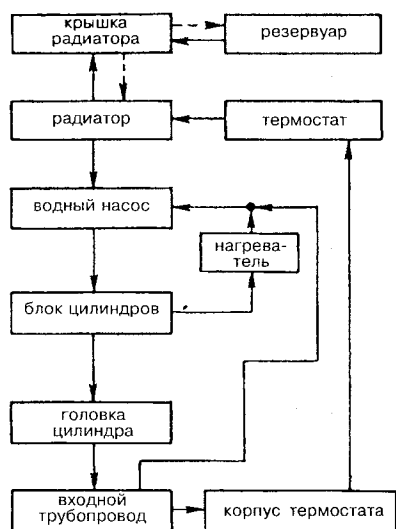 крышка
радиатора
резервуар
радиатор
термостат
водный насос
нагрева-
тель
блок цилиндров
головка
цилиндра
входной
трубопровод
корпус термостата